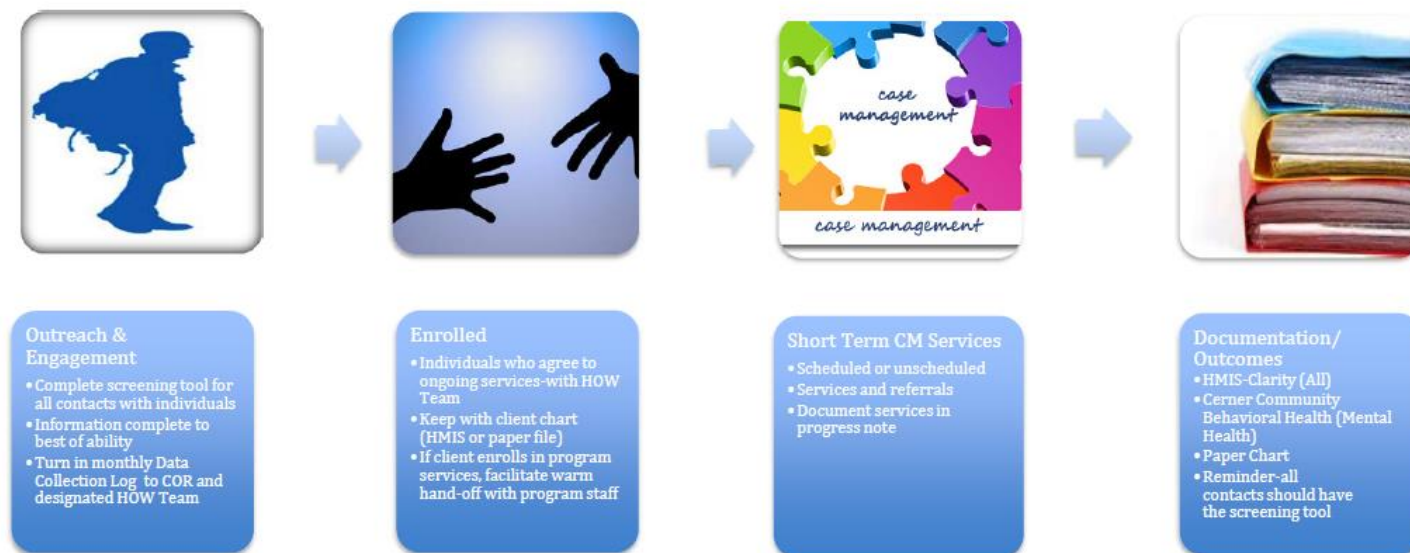 case
management
case management
Outreach &
Engagement
• Complete screening tool for
all contacts with individuals
• Information complete to
best of ability
• Turn in monthly Data
Collection Log to COR and
designated HOW Team
Enrolled
• Individuals who agree to
ongoing services-with HOW
Team
• Keep with client chart
(HMIS or paper file)
• If client enrolls in program
services, facilitate warm
hand-off with program staff
Short Term CM Services
• Scheduled or unscheduled
• Services and referrals
• Document services in
progress note
Documentation/
Outcomes
• HMIS-Clarity (All)
• Cerner Community
Behavioral Health (Mental
Health)
• Paper Chart
• Reminder-all
contacts should have
the screening tool